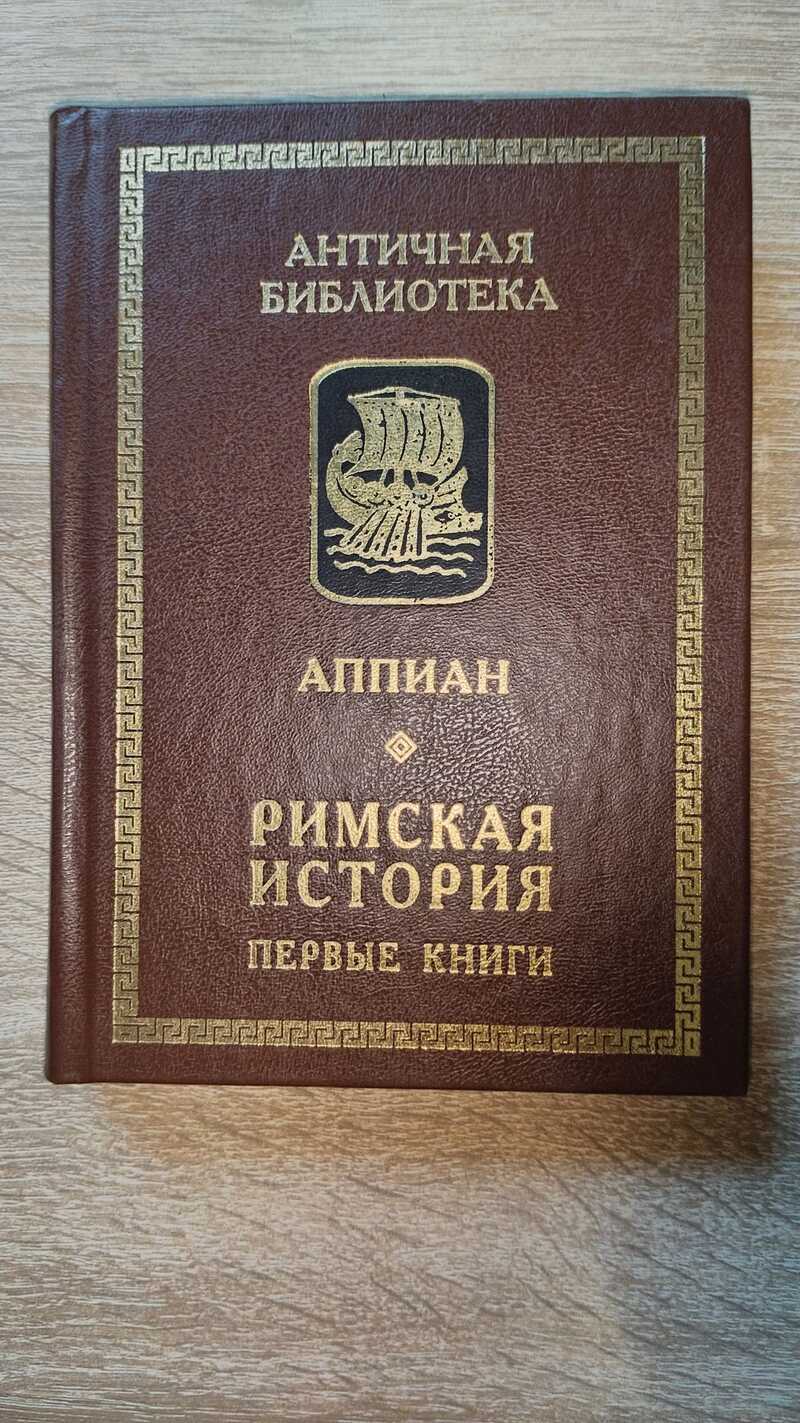 АНТИЧНАЯ
БИБЛИОТЕКА
АППИАН
РИМСКАЯ
ИСТОРИЯ
ПЕРВЫЕ КНИГИ